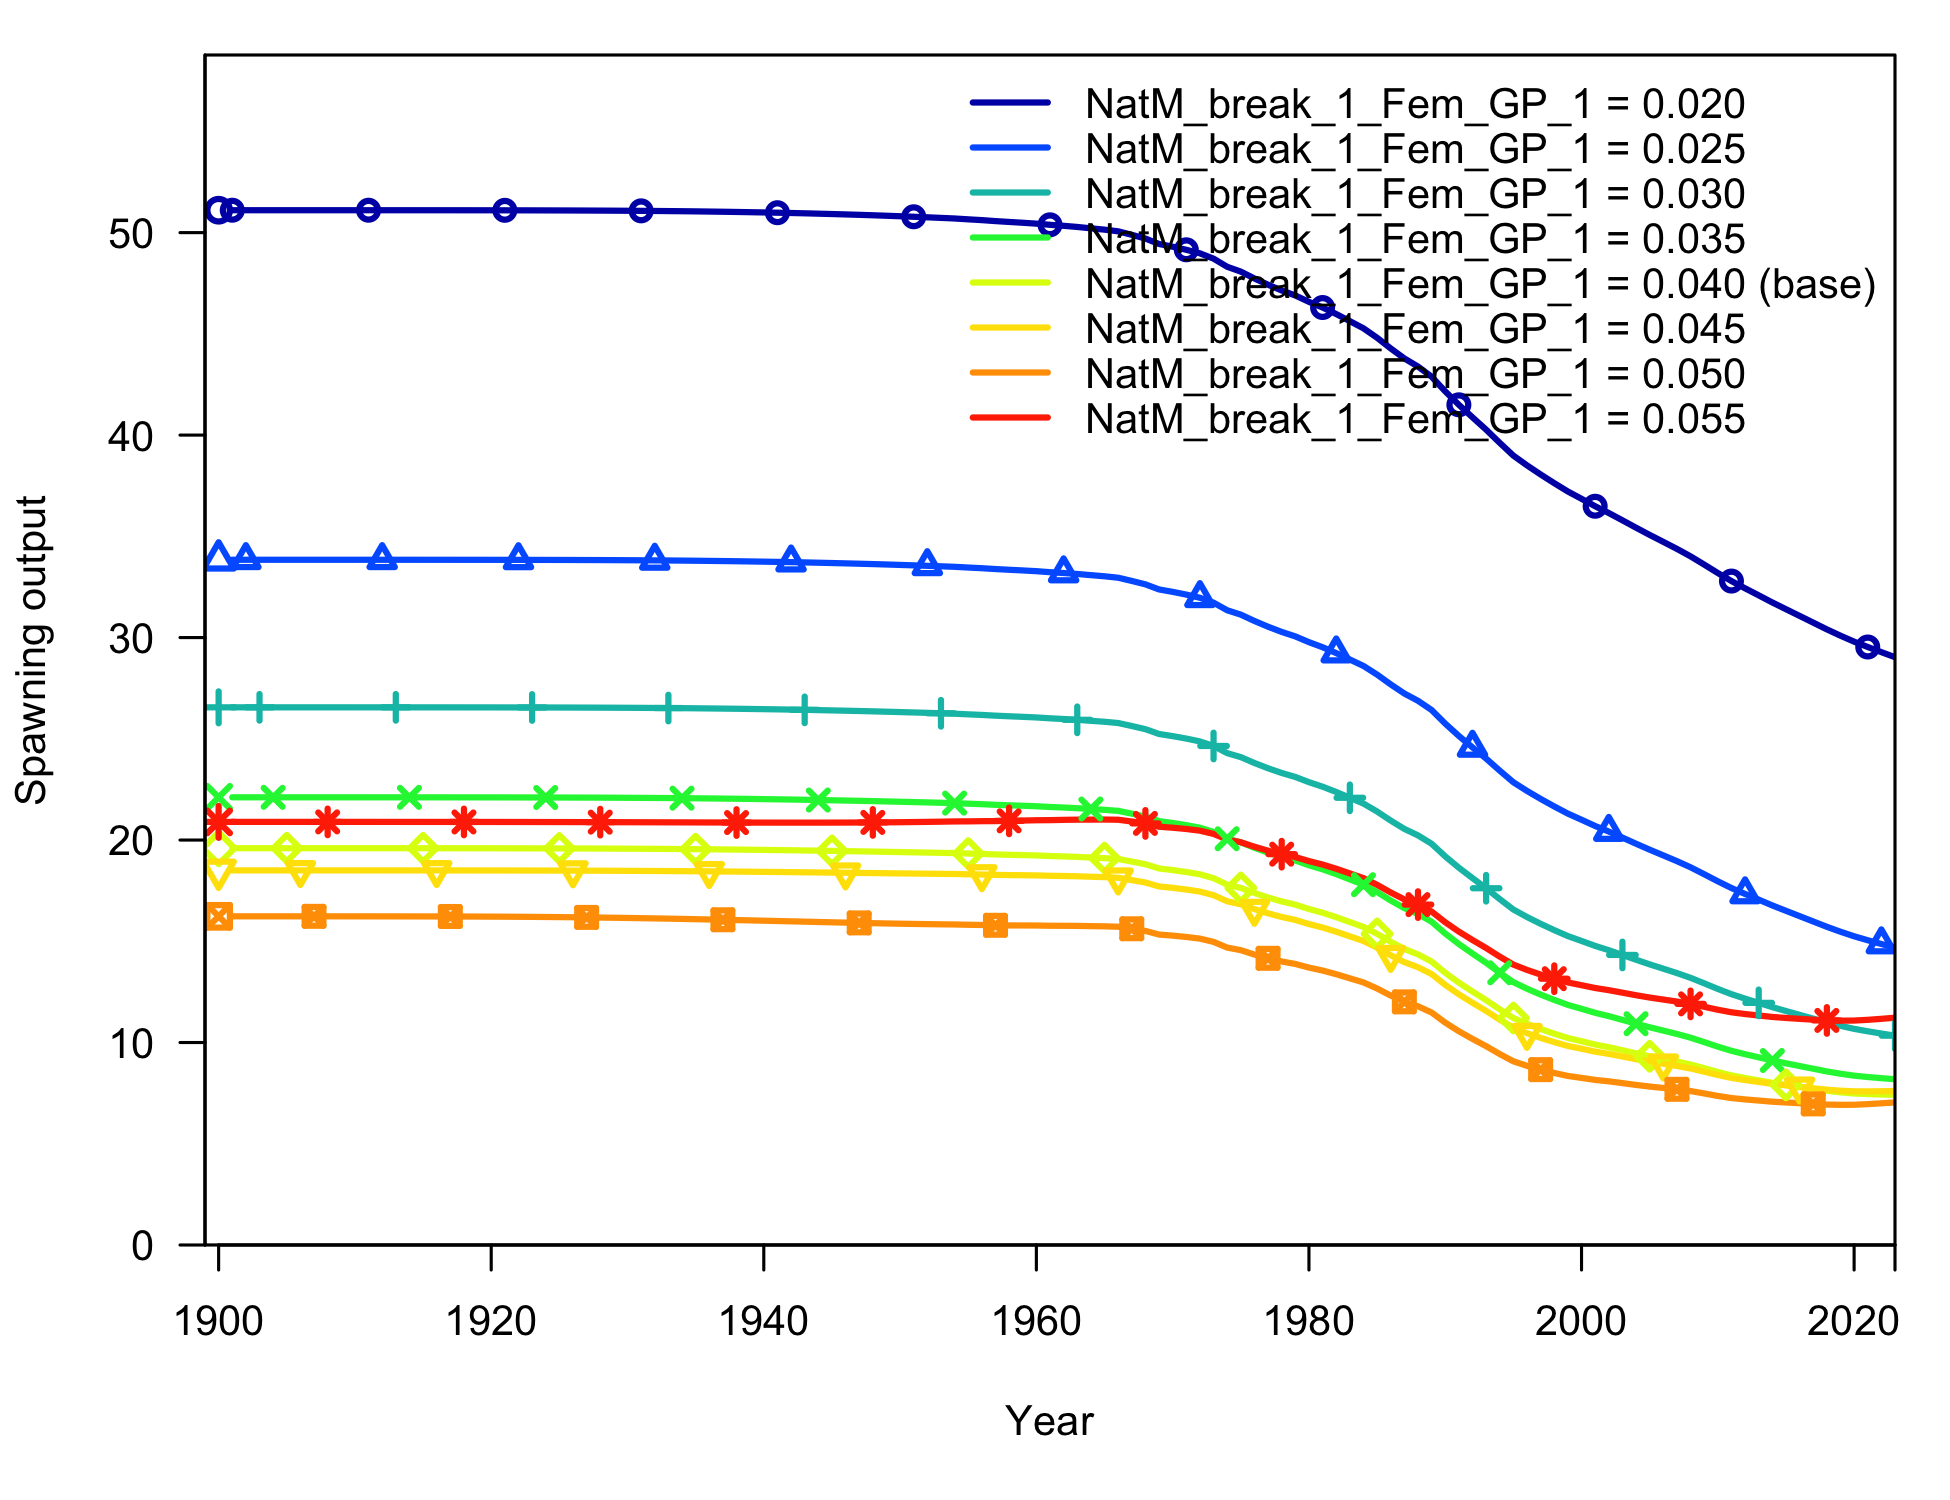 NatM_break_1_Fem_GP_1 = 0.020
NatM_break_1_Fem_GP_1 = 0.025
NatM_break_1_Fem_GP_1 = 0.030
NatM_break_1_Fem_GP_1 = 0.035
NatM_break_1_Fem_GP_1 = 0.040 (base)
NatM_break_1_Fem_GP_1 = 0.045
NatM_break_1_Fem_GP_1 = 0.050
NatM_break_1_Fem_GP_1 = 0.055
Spawning output
50
40
30
20
10
0
1900 1920 1940 1960 1980 2000 2020
Year